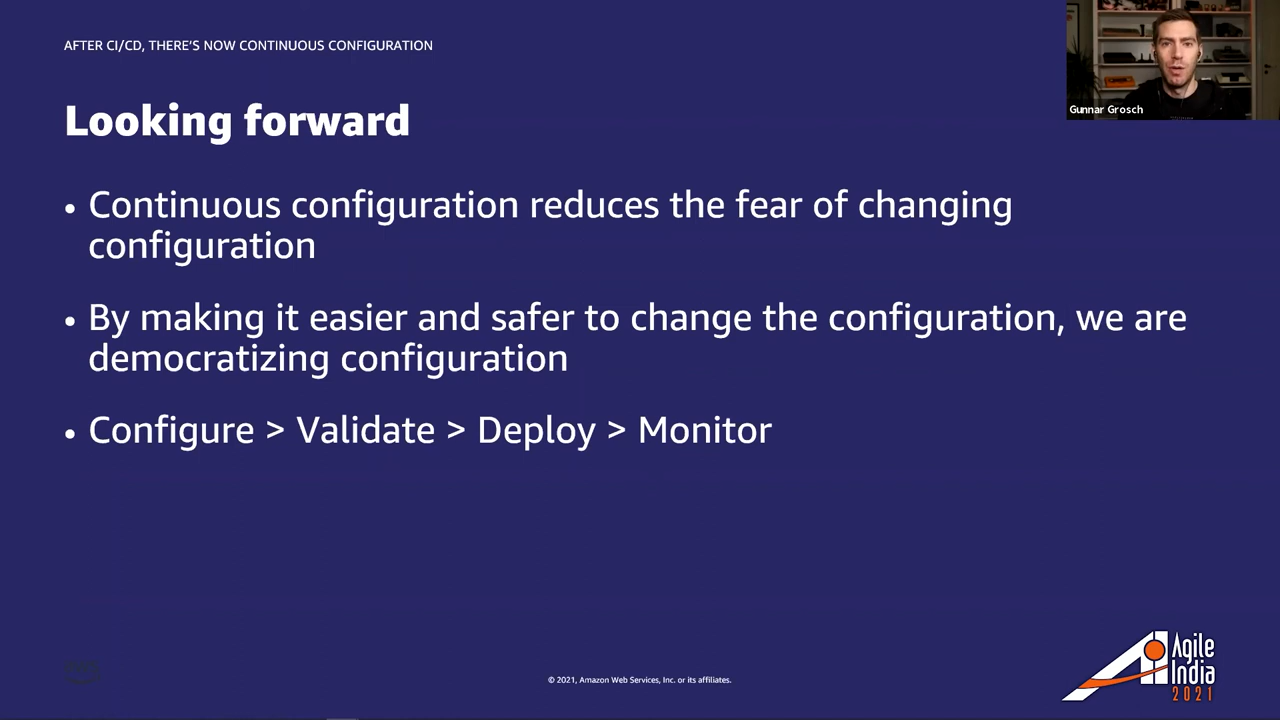 AFTER CI/CD, THERE'S NOW CONTINUOUS CONFIGURATION
Gunnar Grosch
Looking forward
• Continuous configuration reduces the fear of changing
configuration
• By making it easier and safer to change the configuration, we are
democratizing configuration
• Configure > Validate > Deploy > Monitor
© 2021, Amazon Web Services, Inc. or its affiliates.
Agile
India
2021